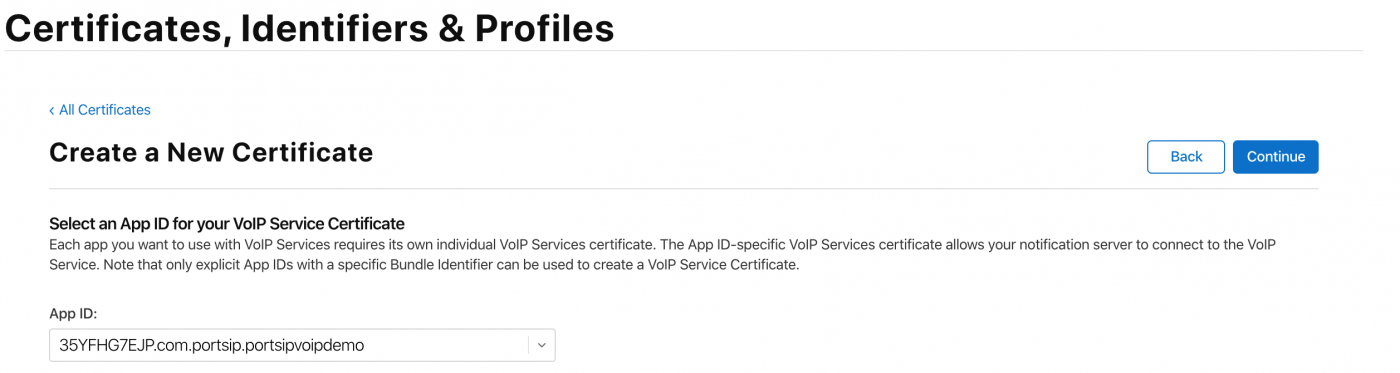 Certificates, Identifiers & Profiles
‹ All Certificates
Create a New Certificate
Back
Continue
Select an App ID for your VoIP Service Certificate
Each app you want to use with VoIP Services requires its own individual VoIP Services certificate. The App ID-specific VoIP Services certificate allows your notification server to connect to the VoIP
Service. Note that only explicit App IDs with a specific Bundle Identifier can be used to create a VoIP Service Certificate.
App ID:
35YFHG7EJP.com.portsip.portsipvoipdemo